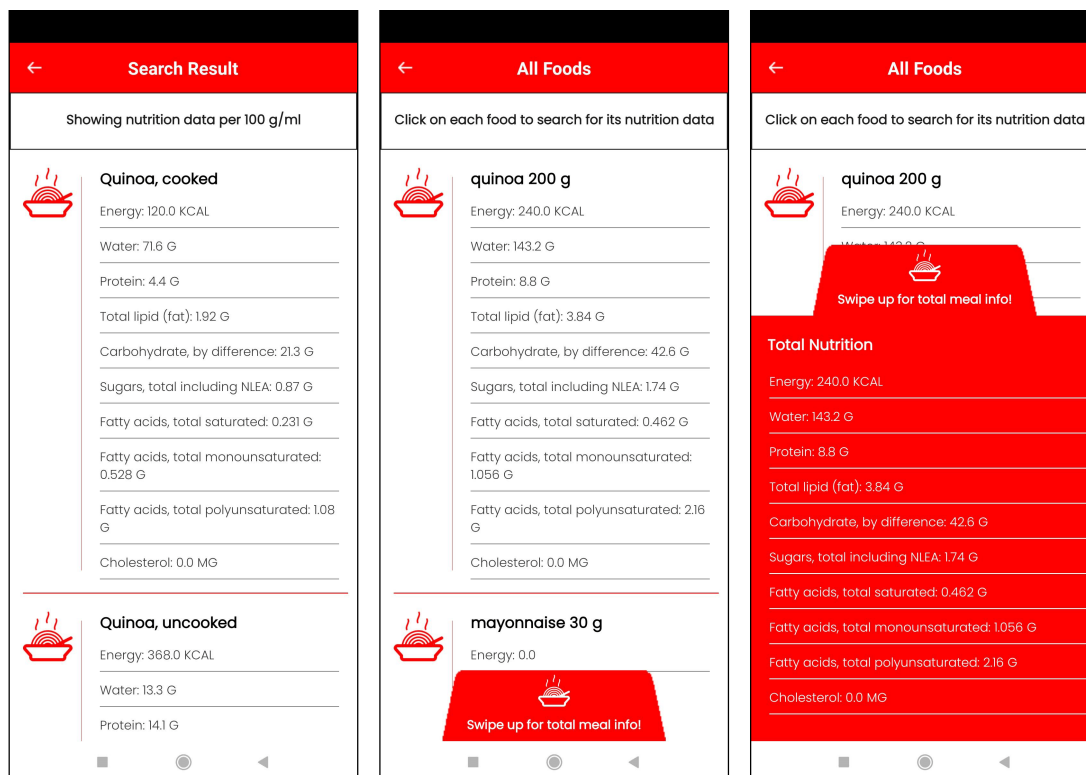 Search Result
Showing nutrition data per 100 g/ml
Quinoa, cooked
Energy: 120.0 KCAL
Water: 71.6 G
Protein: 4.4 G
Total lipid (fat): 1.92 G
Carbohydrate, by difference: 21.3 G
Sugars, total including NLEA: 0.87 G
Fatty acids, total saturated: 0.231 G
Fatty acids, total monounsaturated:
0.528 G
Fatty acids, total polyunsaturated: 1.08
G
Cholesterol: 0.0 MG
Quinoa, uncooked
Energy: 368.0 KCAL
Water: 13.3 G
Protein: 14.1 G
All Foods
Click on each food to search for its nutrition data
quinoa 200 g
Energy: 240.0 KCAL
Water: 143.2 G
Protein: 8.8 G
Total lipid (fat): 3.84 G
Carbohydrate, by difference: 42.6 G
Sugars, total including NLEA: 1.74 G
Fatty acids, total saturated: 0.462 G
Fatty acids, total monounsaturated:
1.056 G
Fatty acids, total polyunsaturated: 2.16
G
Cholesterol: 0.0 MG
mayonnaise 30 g
Energy: 0.0
Swipe up for total meal info!
All Foods
Click on each food to search for its nutrition data
quinoa 200 g
Energy: 240.0 KCAL
Water: 143.2 G
Swipe up for total meal info!
Total Nutrition
Energy: 240.0 KCAL
Water: 143.2 G
Protein: 8.8 G
Total lipid (fat): 3.84 G
Carbohydrate, by difference: 42.6 G
Sugars, total including NLEA: 1.74 G
Fatty acids, total saturated: 0.462 G
Fatty acids, total monounsaturated: 1.056 G
Fatty acids, total polyunsaturated: 2.16 G
Cholesterol: 0.0 MG